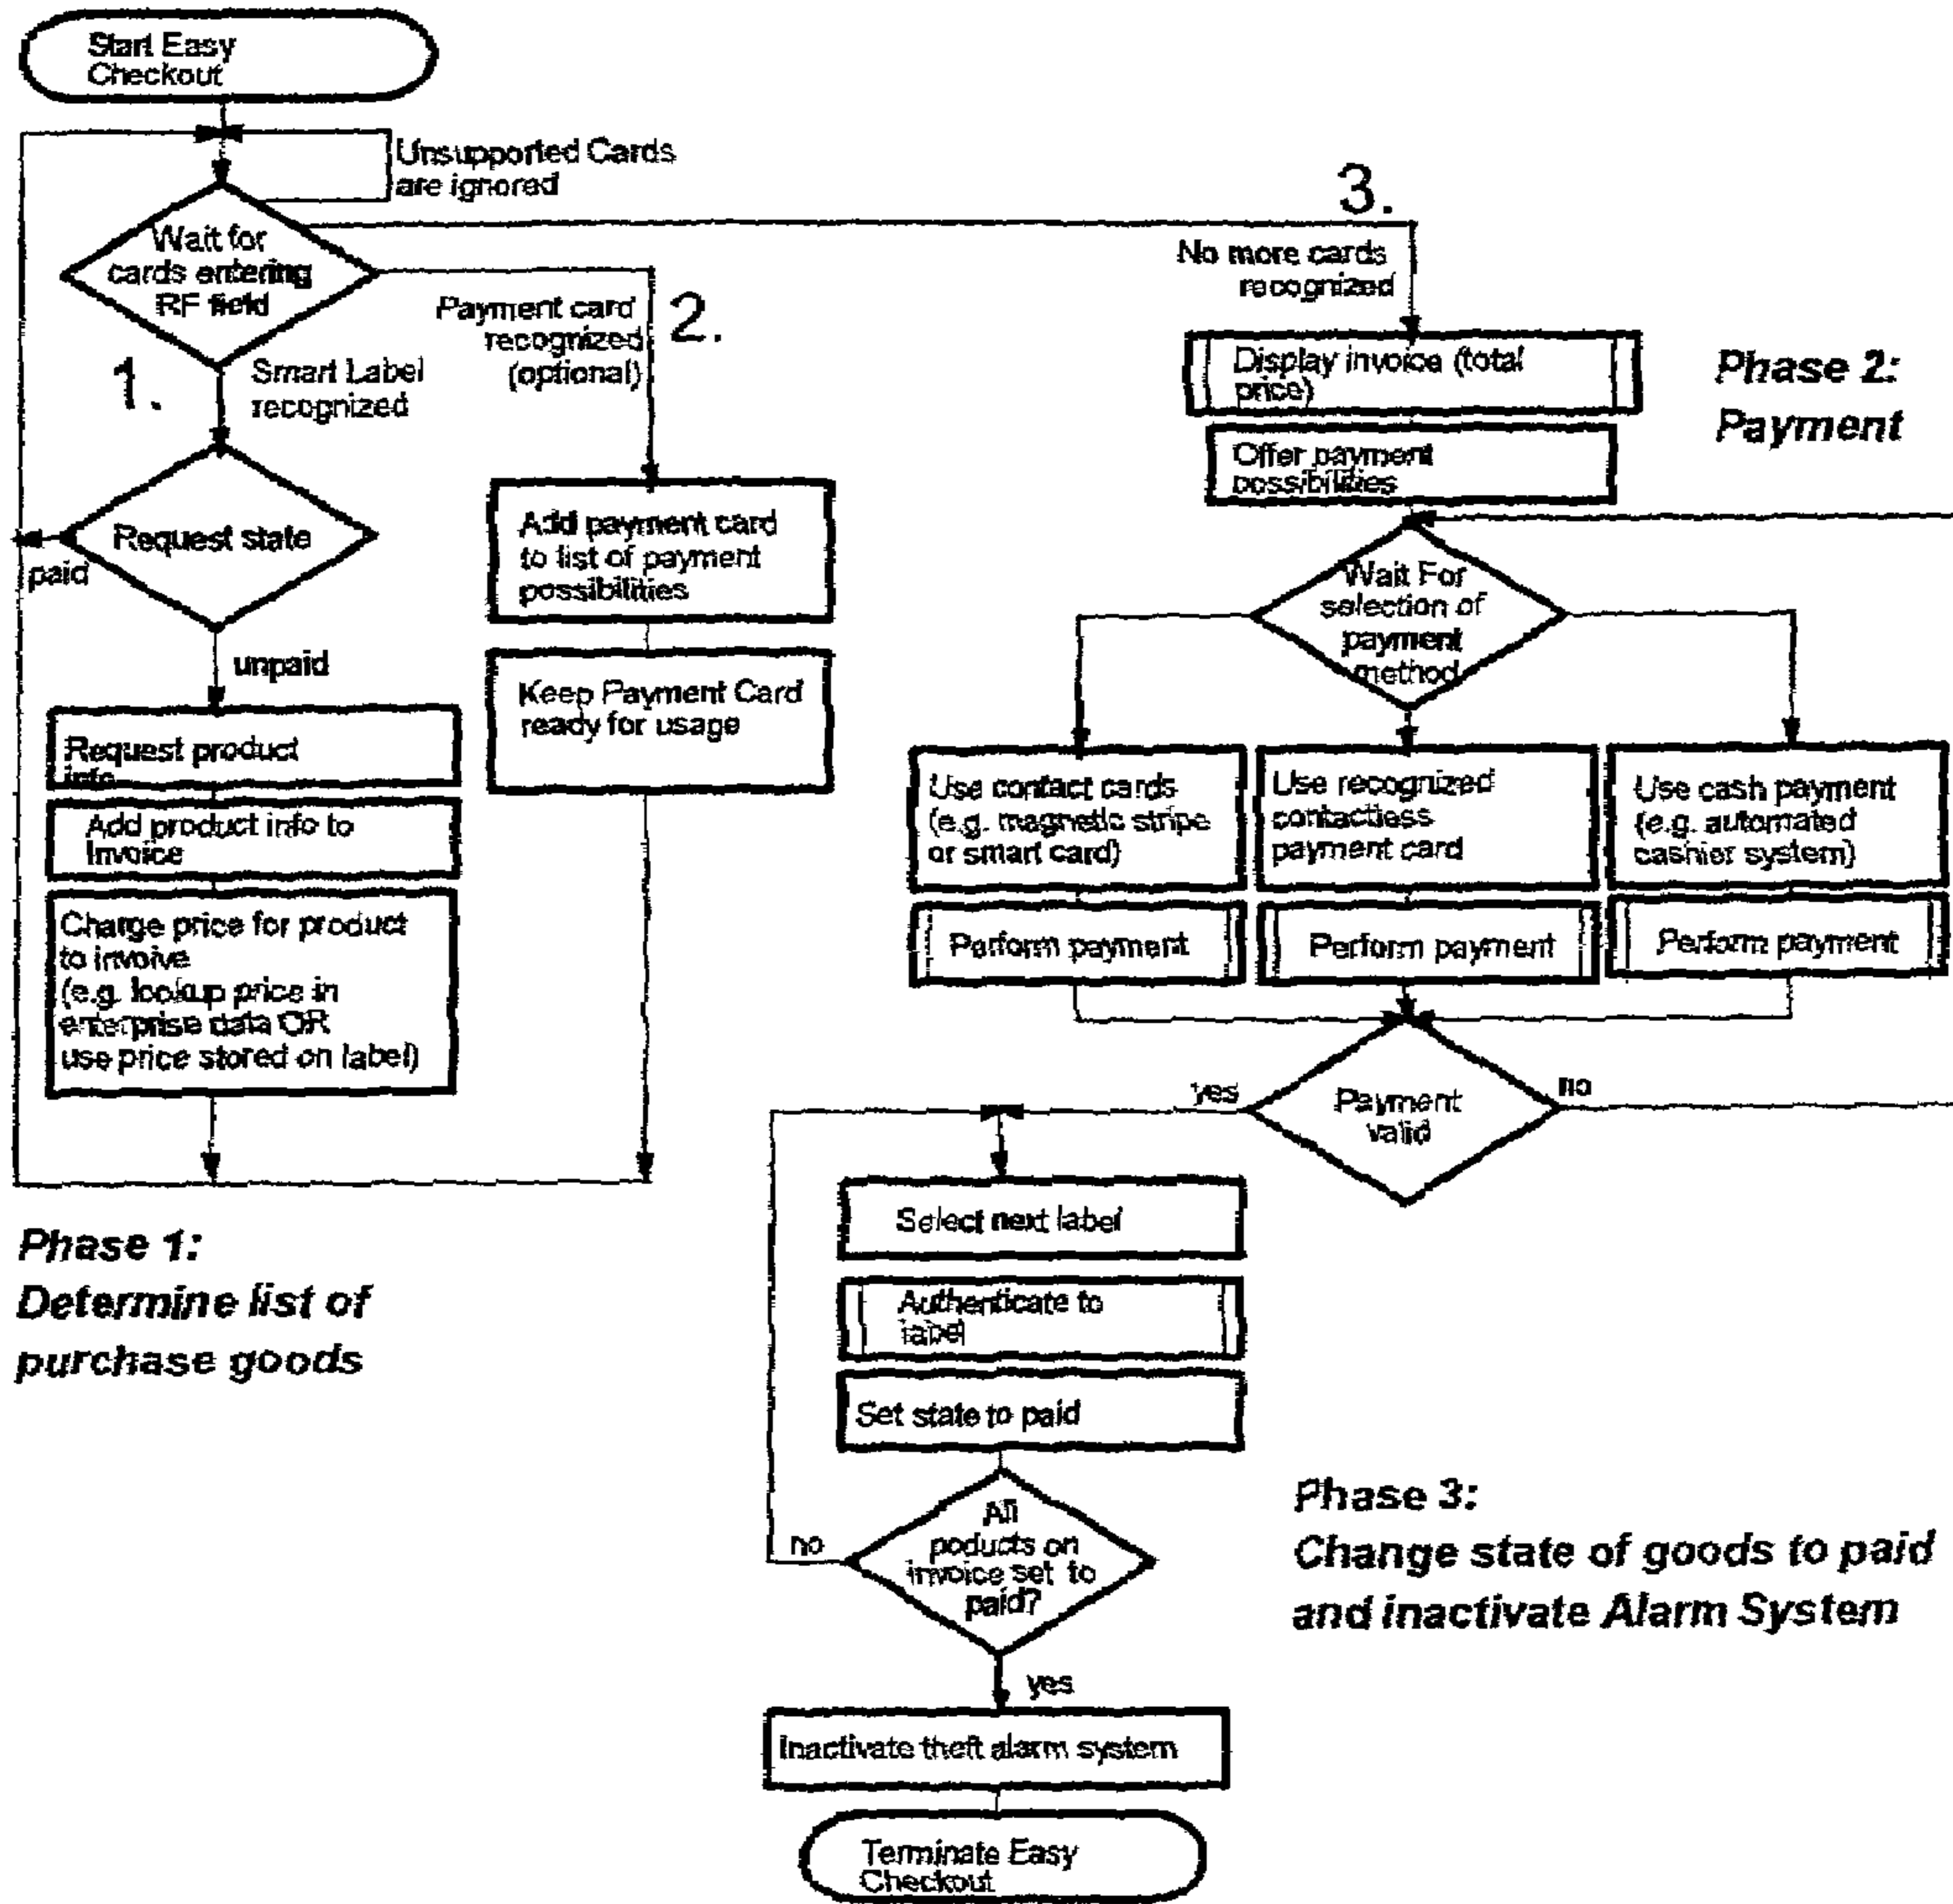 Start Easy
Checkout
Unsupported Cards
are ignored
Wait for
cards entering
RF field
1.
Smart Label
recognized
Payment card
recognized
(optional)
2.
3.
No more cards
recognized
Request state
paid
unpaid
Request product
info
Add product info to
Invoice
Charge price for product
to invoive
(e.g. lookup price in
enterprise data OR
use price stored on label)
Add payment card
to list of payment
possibilities
Keep Payment Card
ready for usage
Phase 1:
Determine list of
purchase goods
Display invoice (total
price)
Offer payment
possibilities
Phase 2:
Payment
Wait For
selection of
payment
method
Use contact cards
(e.g. magnetic stripe
or smart card)
Use recognized
contactless
payment card
Use cash payment
(e.g. automated
cashier system)
Perform payment
Perform payment
Perform payment
Payment
valid
yes
no
Select next label
Authenticate to
label
Set state to paid
All
poducts on
invoice set to
paid?
no
yes
Phase 3:
Change state of goods to paid
and inactivate Alarm System
Inactivate theft alarm system
Terminate Easy
Checkout